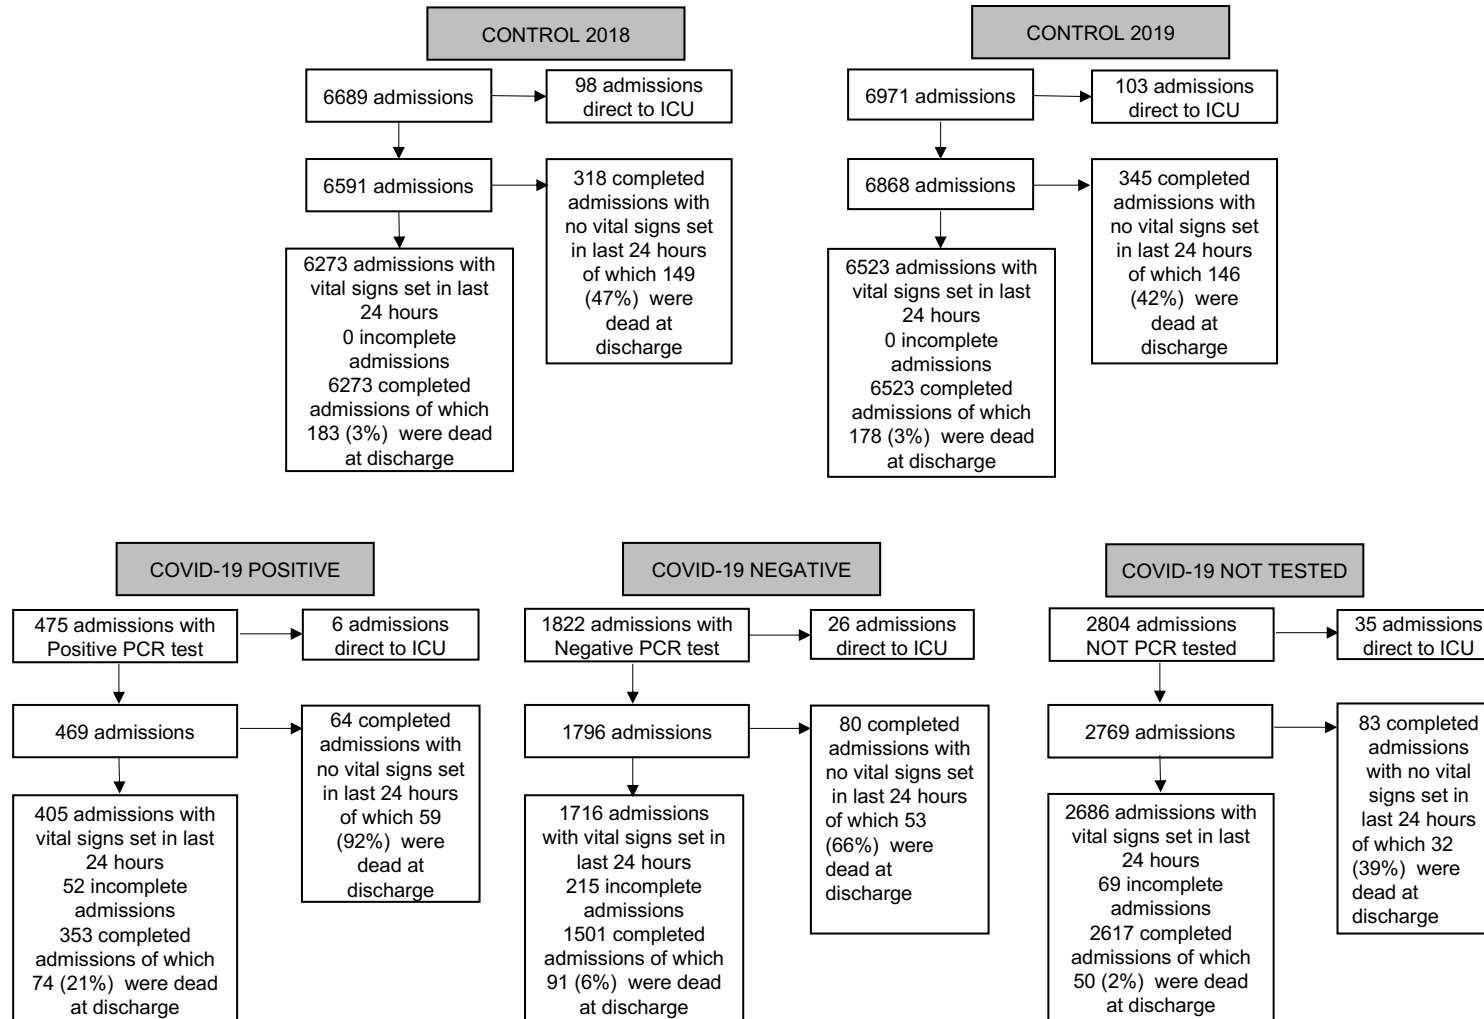 CONTROL 2018
6689 admissions
98 admissions
direct to ICU
6591 admissions
318 completed
admissions with
no vital signs set
in last 24 hours
of which 149
(47%) were
dead at
discharge
6273 admissions with
vital signs set in last
24 hours
0 incomplete
admissions
6273 completed
admissions of which
183 (3%) were dead
at discharge
CONTROL 2019
6971 admissions
103 admissions
direct to ICU
6868 admissions
345 completed
admissions with
no vital signs set
in last 24 hours
of which 146
(42%) were
dead at
discharge
6523 admissions with
vital signs set in last
24 hours
0 incomplete
admissions
6523 completed
admissions of which
178 (3%) were dead
at discharge
COVID-19 POSITIVE
475 admissions with
Positive PCR test
6 admissions
direct to ICU
469 admissions
64 completed
admissions with
no vital signs set
in last 24 hours
of which 59
(92%) were
dead at
discharge
405 admissions with
vital signs set in last
24 hours
52 incomplete
admissions
353 completed
admissions of which
74 (21%) were dead
at discharge
COVID-19 NEGATIVE
1822 admissions with
Negative PCR test
26 admissions
direct to ICU
1796 admissions
80 completed
admissions with
no vital signs set
in last 24 hours
of which 53
(66%) were
dead at
discharge
1716 admissions
with vital signs set in
last 24 hours
215 incomplete
admissions
1501 completed
admissions of which
91 (6%) were dead
at discharge
COVID-19 NOT TESTED
2804 admissions
NOT PCR tested
35 admissions
direct to ICU
2769 admissions
83 completed
admissions
with no vital
signs set in
last 24 hours
of which 32
(39%) were
dead at
discharge
2686 admissions with
vital signs set in last
24 hours
69 incomplete
admissions
2617 completed
admissions of which
50 (2%) were dead
at discharge